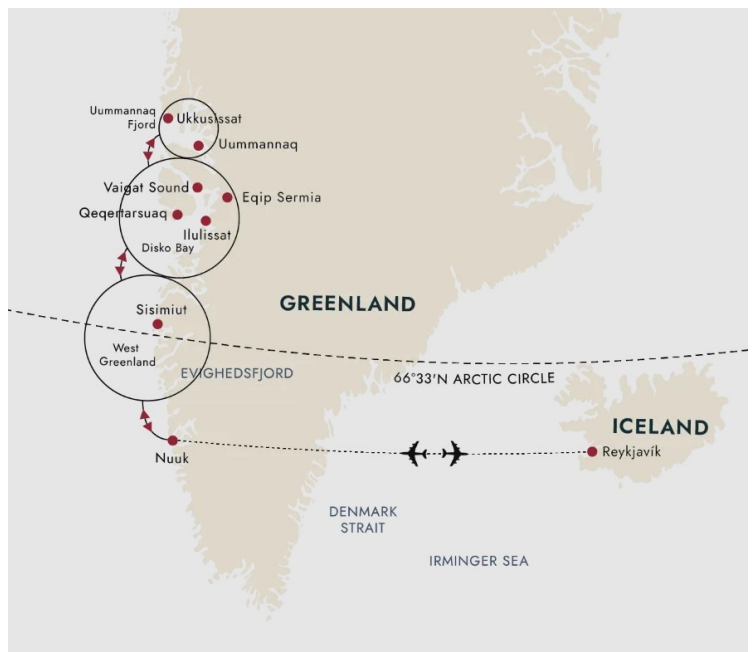 Uummannaq
Fjord
Ukkusissat
Uummannaq
Vaigat Sound
Eqip Sermia
Qeqertarsuaq
Ilulissat
Disko Bay
GREENLAND
Sisimiut
West
Greenland
EVIGHEDSFJORD
66°33'N ARCTIC CIRCLE
ICELAND
Reykjavík
Nuuk
DENMARK
STRAIT
IRMINGER SEA